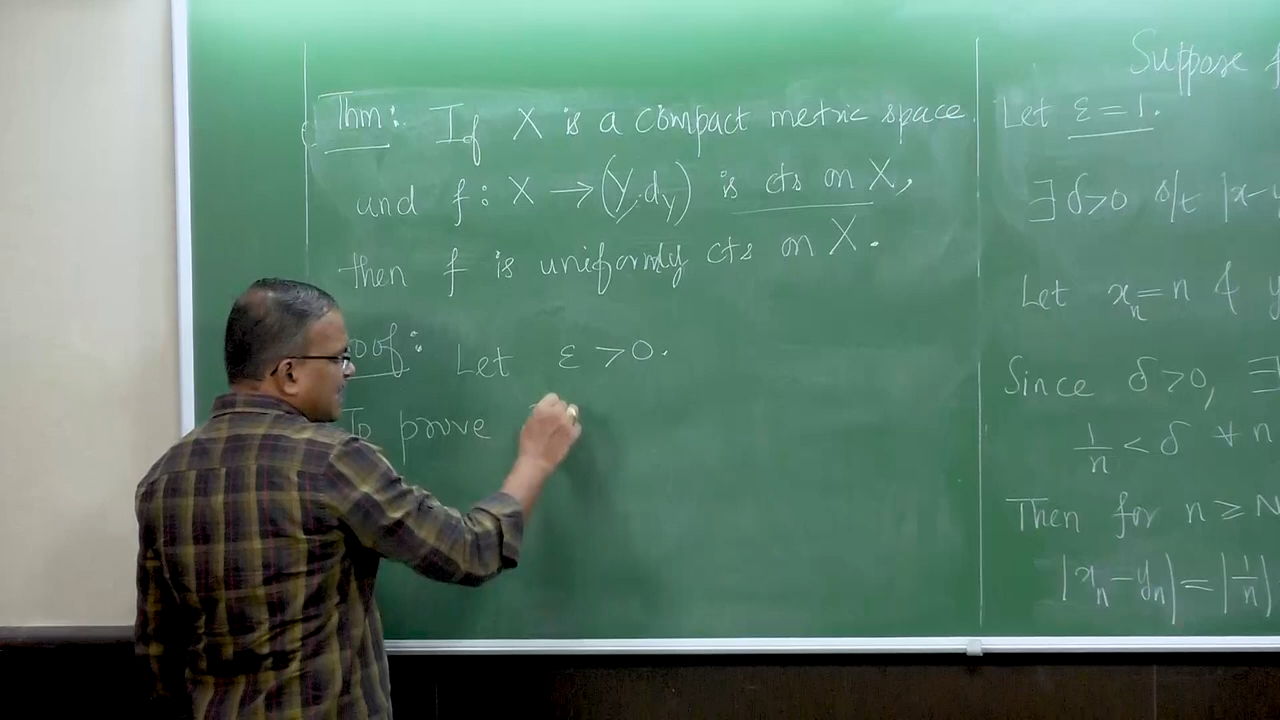 Thm: If X is a compact metric space
and f: X → (Y, d_Y) is cts on X,
then f is uniformly cts on X.
oof: Let ε > 0.
To prove
Suppose f
Let ε = 1.
∃ δ>0 s/t |x-y
Let x_n = n & y
Since δ>0, ∃
1/n < δ ∀ n
Then for n ≥ N
|x_n - y_n| = |1/n|